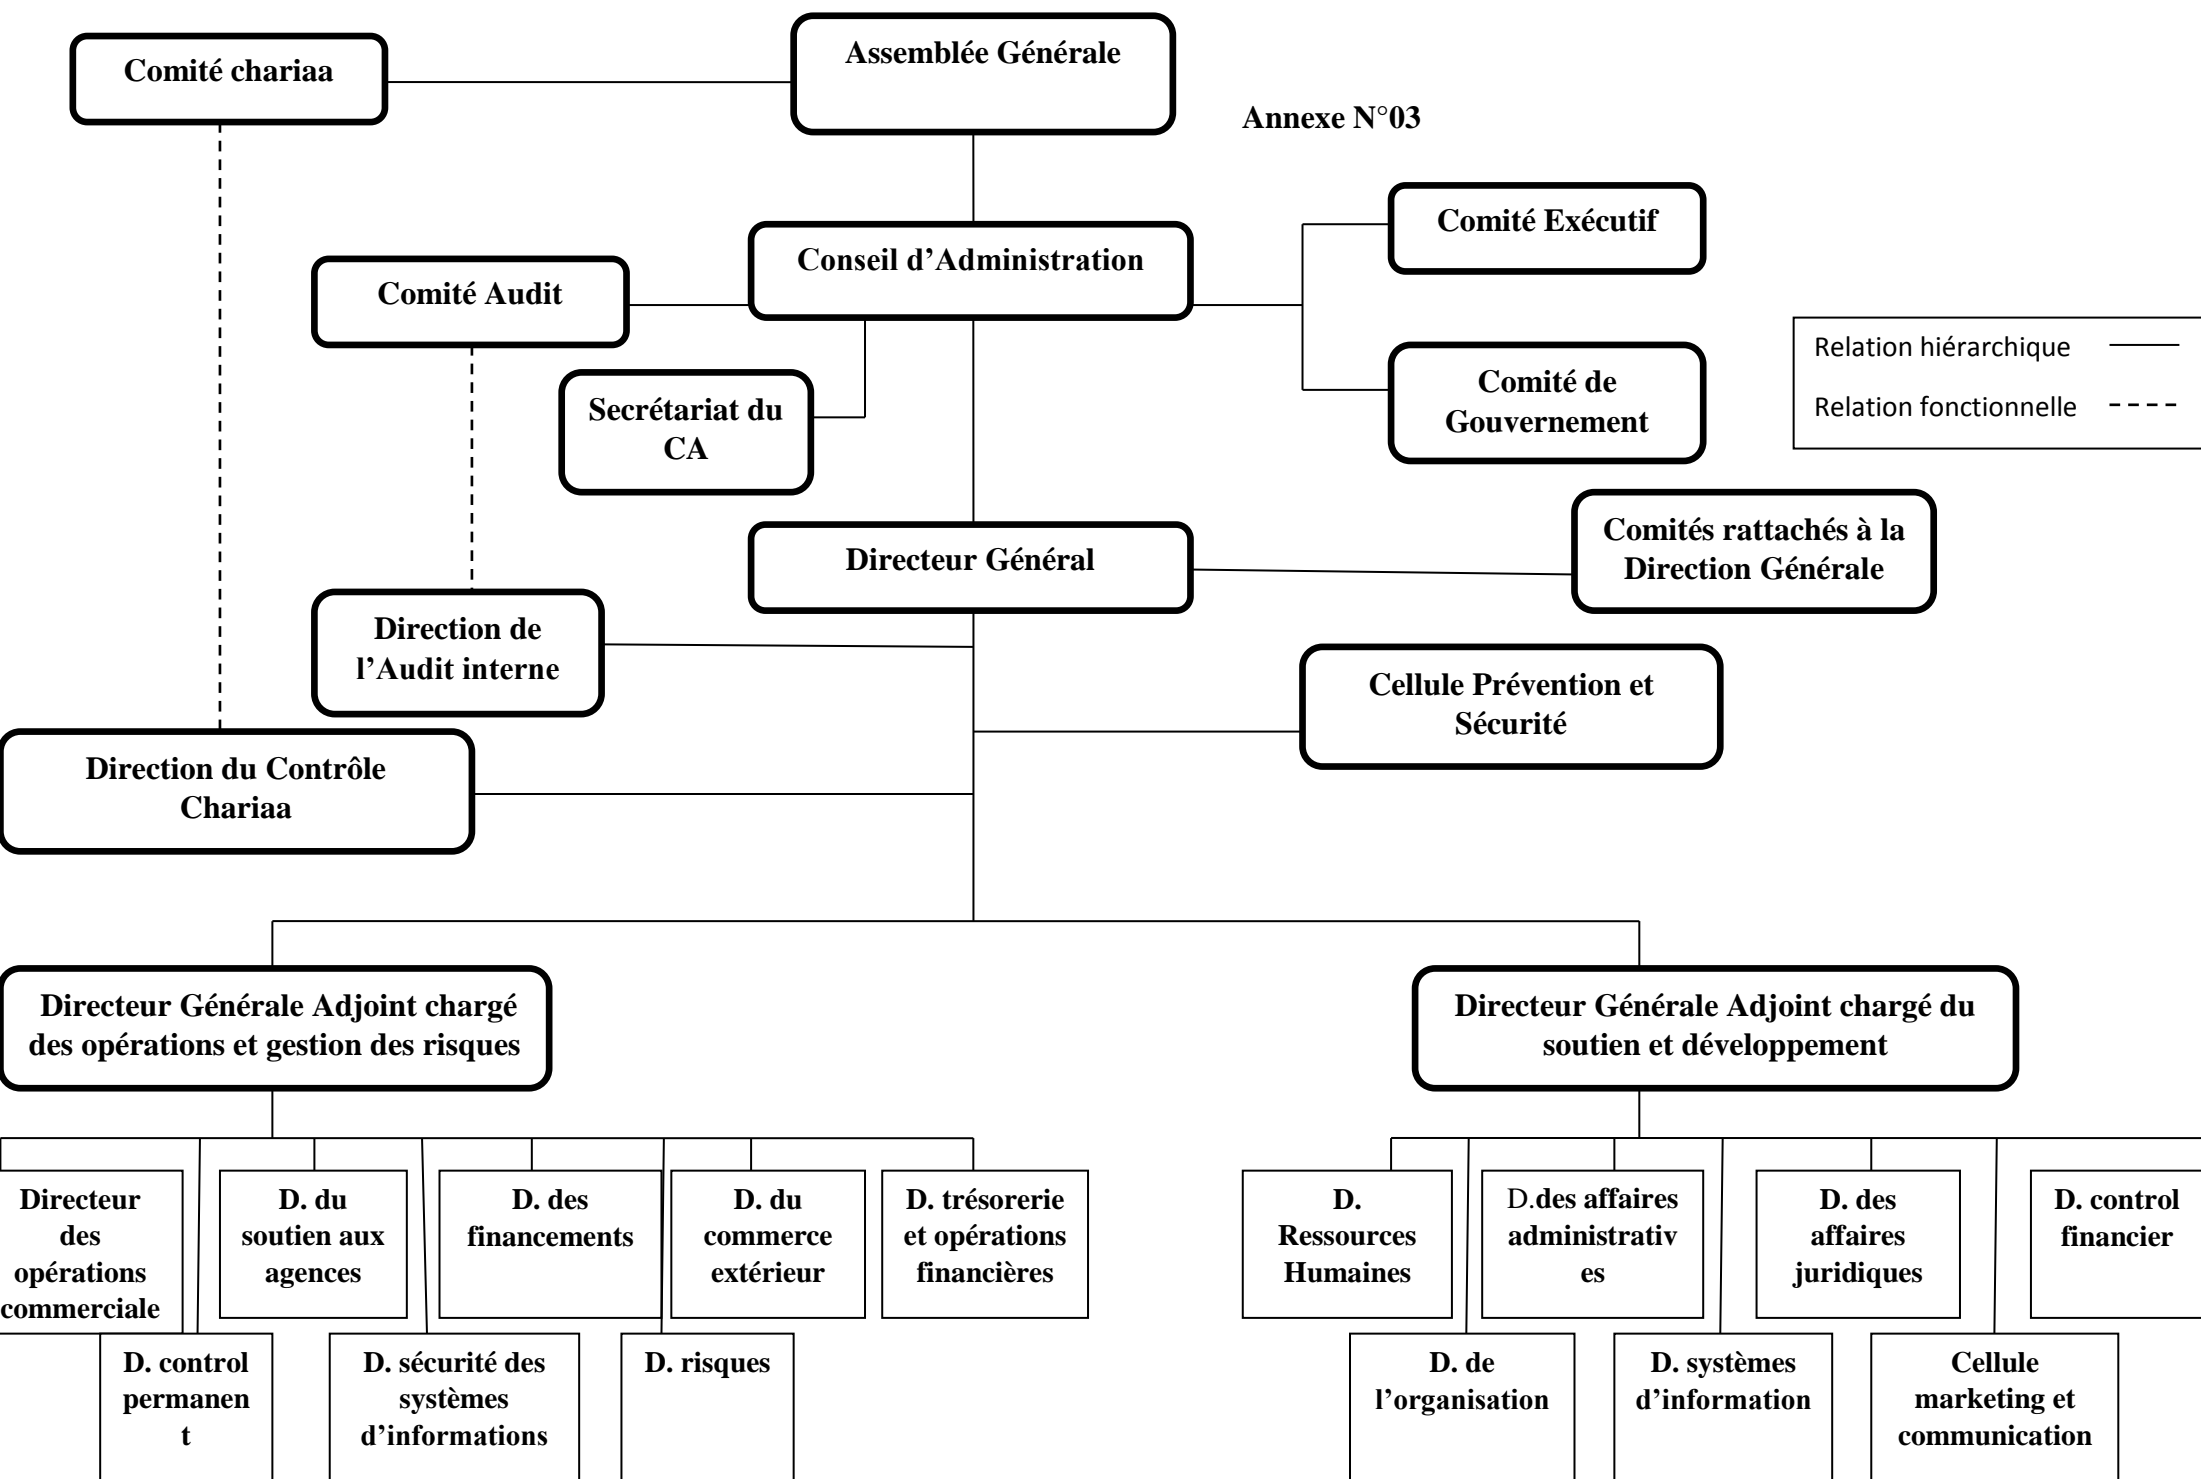 Comité chariaa
Assemblée Générale
Annexe N°03
Comité Exécutif
Conseil d’Administration
Comité Audit
Relation hiérarchique
Relation fonctionnelle
Comité de
Gouvernement
Secrétariat du
CA
Comités rattachés à la
Direction Générale
Directeur Général
Direction de
l’Audit interne
Cellule Prévention et
Sécurité
Direction du Contrôle
Chariaa
Directeur Générale Adjoint chargé
des opérations et gestion des risques
Directeur Générale Adjoint chargé du
soutien et développement
Directeur
des
opérations
commerciale
D. du
soutien aux
agences
D. des
financements
D. du
commerce
extérieur
D. trésorerie
et opérations
financières
D.
Ressources
Humaines
D.des affaires
administrativ
es
D. des
affaires
juridiques
D. control
financier
D. control
permanen
t
D. sécurité des
systèmes
d’informations
D. risques
D. de
l’organisation
D. systèmes
d’information
Cellule
marketing et
communication